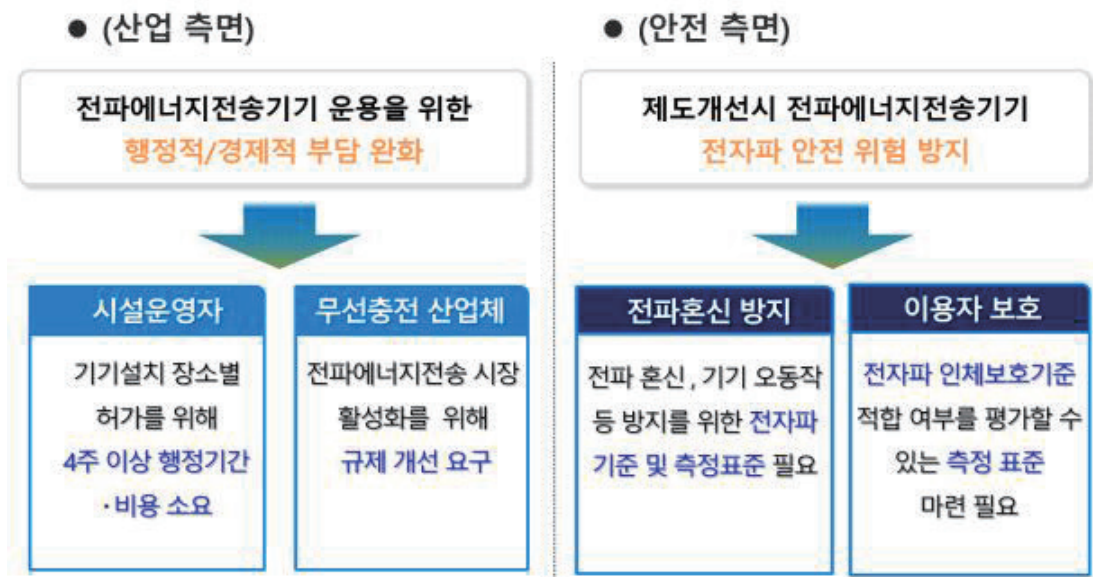 ● (산업 측면)
전파에너지전송기기 운용을 위한
행정적/경제적 부담 완화
시설운영자
기기설치 장소별
허가를 위해
4주 이상 행정기간
·비용 소요
무선충전 산업체
전파에너지전송 시장
활성화를 위해
규제 개선 요구
● (안전 측면)
제도개선시 전파에너지전송기기
전자파 안전 위험 방지
전파혼신 방지
전파 혼신, 기기 오동작
등 방지를 위한 전자파
기준 및 측정표준 필요
이용자 보호
전자파 인체보호기준
적합 여부를 평가할 수
있는 측정 표준
마련 필요